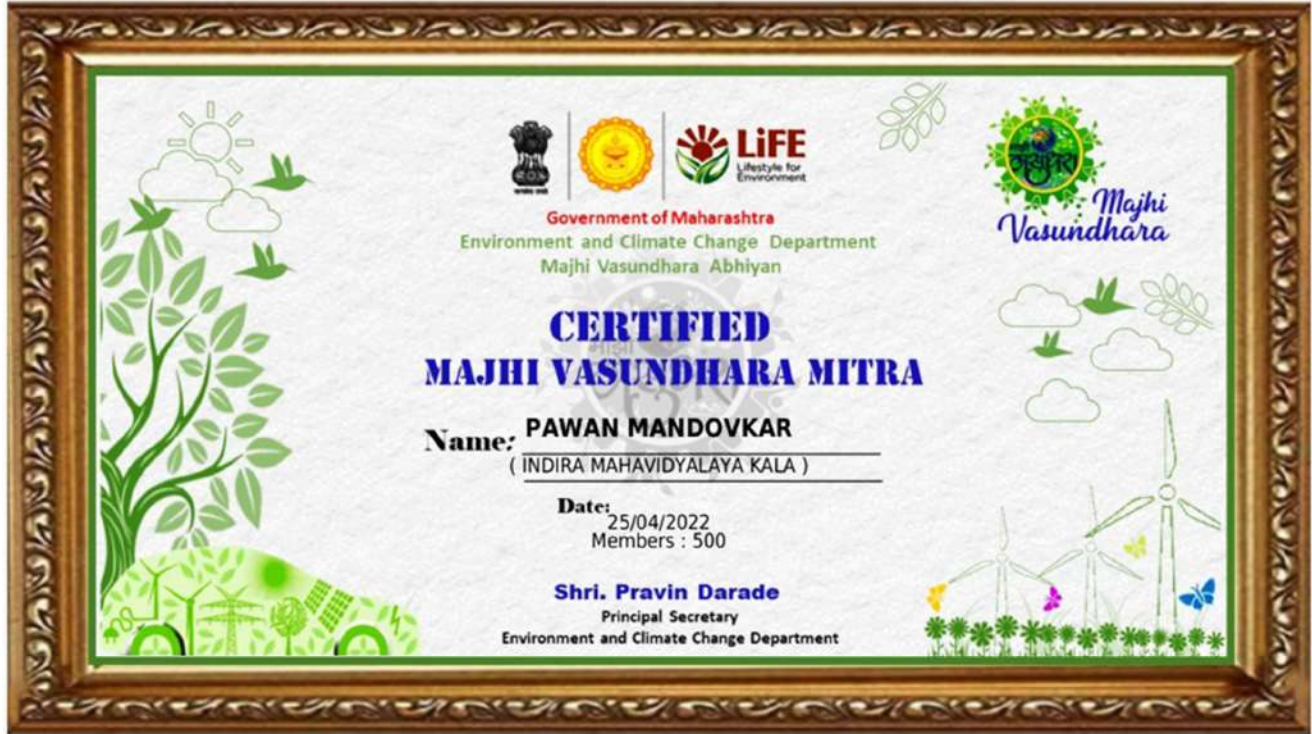 LiFE
Lifestyle for
Environment
Majhi
Vasundhara
Government of Maharashtra
Environment and Climate Change Department
Majhi Vasundhara Abhiyan
माझी
CERTIFIED
MAJHI VASUNDHARA MITRA
Name: PAWAN MANDOVKAR
( INDIRA MAHAVIDYALAYA KALA )
Date:
25/04/2022
Members : 500
Shri. Pravin Darade
Principal Secretary
Environment and Climate Change Department